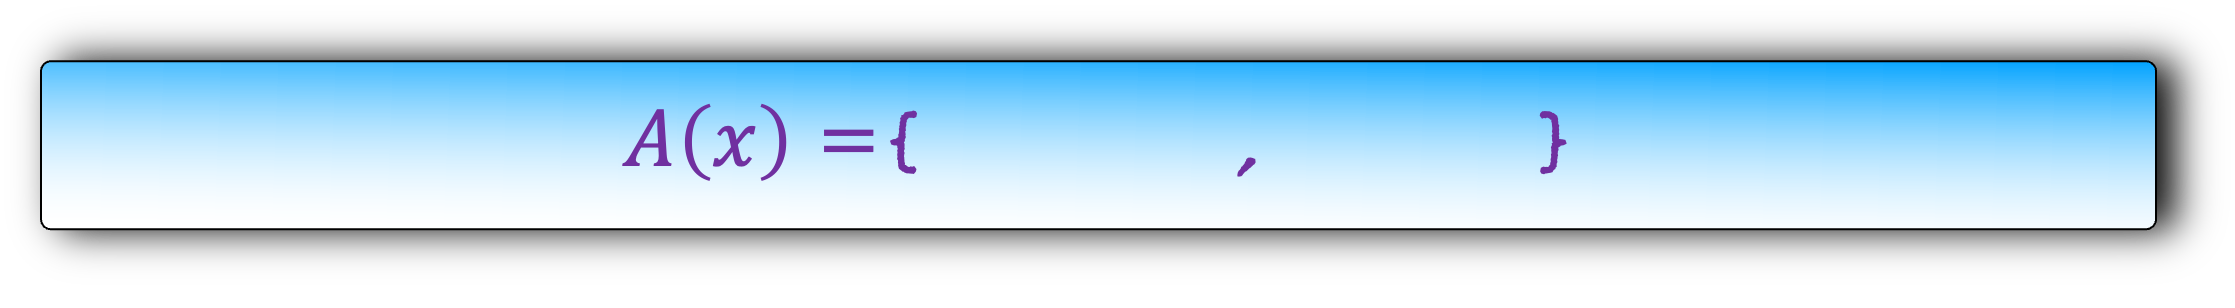 A(x) ={ , }